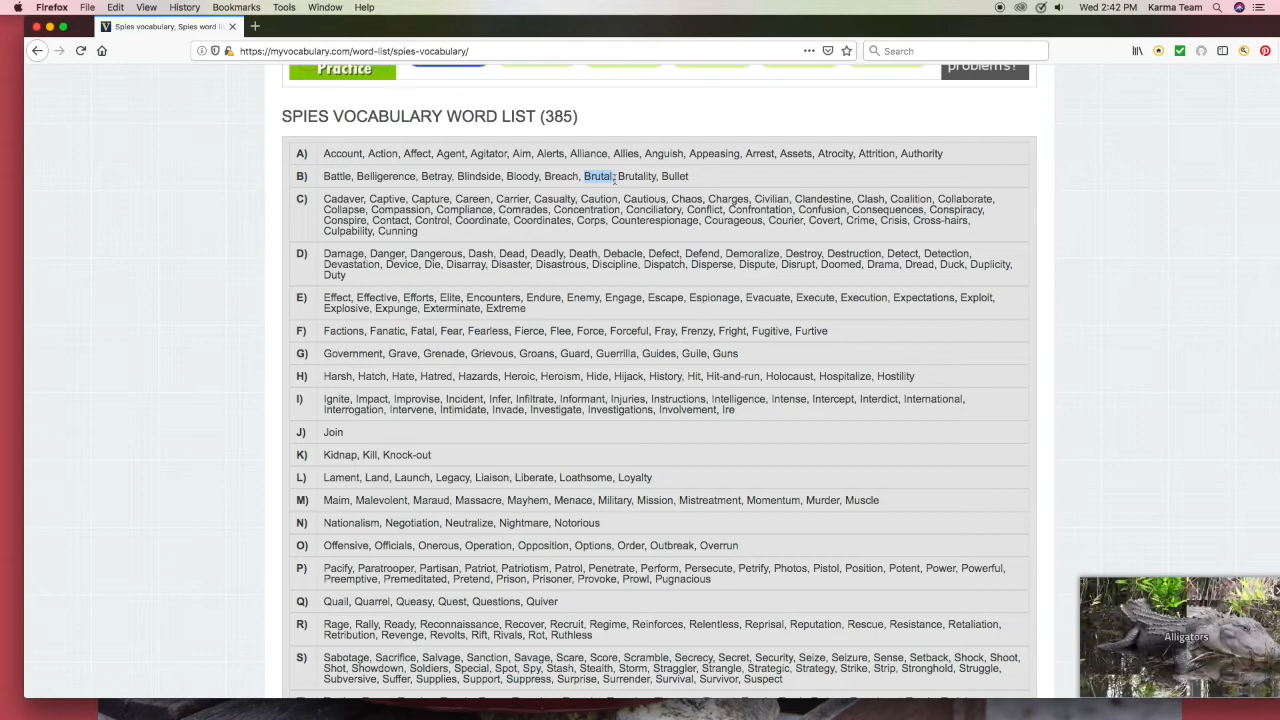 Firefox File Edit View History Bookmarks Tools Window Help Wed 2:42 PM Karma Team
Spies vocabulary, Spies word li
https://myvocabulary.com/word-list/spies-vocabulary/ Search
Practice problems!
SPIES VOCABULARY WORD LIST (385)
A) Account, Action, Affect, Agent, Agitator, Aim, Alerts, Alliance, Allies, Anguish, Appeasing, Arrest, Assets, Atrocity, Attrition, Authority
B) Battle, Belligerence, Betray, Blindside, Bloody, Breach, Brutal, Brutality, Bullet
C) Cadaver, Captive, Capture, Careen, Carrier, Casualty, Caution, Cautious, Chaos, Charges, Civilian, Clandestine, Clash, Coalition, Collaborate,
Collapse, Compassion, Compliance, Comrades, Concentration, Conciliatory, Conflict, Confrontation, Confusion, Consequences, Conspiracy,
Conspire, Contact, Control, Coordinate, Coordinates, Corps, Counterespionage, Courageous, Courier, Covert, Crime, Crisis, Cross-hairs,
Culpability, Cunning
D) Damage, Danger, Dangerous, Dash, Dead, Deadly, Death, Debacle, Defect, Defend, Demoralize, Destroy, Destruction, Detect, Detection,
Devastation, Device, Die, Disarray, Disaster, Disastrous, Discipline, Dispatch, Disperse, Dispute, Disrupt, Doomed, Drama, Dread, Duck, Duplicity,
Duty
E) Effect, Effective, Efforts, Elite, Encounters, Endure, Enemy, Engage, Escape, Espionage, Evacuate, Execute, Execution, Expectations, Exploit,
Explosive, Expunge, Exterminate, Extreme
F) Factions, Fanatic, Fatal, Fear, Fearless, Fierce, Flee, Force, Forceful, Fray, Frenzy, Fright, Fugitive, Furtive
G) Government, Grave, Grenade, Grievous, Groans, Guard, Guerrilla, Guides, Guile, Guns
H) Harsh, Hatch, Hate, Hatred, Hazards, Heroic, Heroism, Hide, Hijack, History, Hit, Hit-and-run, Holocaust, Hospitalize, Hostility
I) Ignite, Impact, Improvise, Incident, Infer, Infiltrate, Informant, Injuries, Instructions, Intelligence, Intense, Intercept, Interdict, International,
Interrogation, Intervene, Intimidate, Invade, Investigate, Investigations, Involvement, Ire
J) Join
K) Kidnap, Kill, Knock-out
L) Lament, Land, Launch, Legacy, Liaison, Liberate, Loathsome, Loyalty
M) Maim, Malevolent, Maraud, Massacre, Mayhem, Menace, Military, Mission, Mistreatment, Momentum, Murder, Muscle
N) Nationalism, Negotiation, Neutralize, Nightmare, Notorious
O) Offensive, Officials, Onerous, Operation, Opposition, Options, Order, Outbreak, Overrun
P) Pacify, Paratrooper, Partisan, Patriot, Patriotism, Patrol, Penetrate, Perform, Persecute, Petrify, Photos, Pistol, Position, Potent, Power, Powerful,
Preemptive, Premeditated, Pretend, Prison, Prisoner, Provoke, Prowl, Pugnacious
Q) Quail, Quarrel, Queasy, Quest, Questions, Quiver
R) Rage, Rally, Ready, Reconnaissance, Recover, Recruit, Regime, Reinforces, Relentless, Reprisal, Reputation, Rescue, Resistance, Retaliation,
Retribution, Revenge, Revolts, Rift, Rivals, Rot, Ruthless
S) Sabotage, Sacrifice, Salvage, Sanction, Savage, Scare, Score, Scramble, Secrecy, Secret, Security, Seize, Seizure, Sense, Setback, Shock, Shoot,
Shot, Showdown, Soldiers, Special, Spot, Spy, Stash, Stealth, Storm, Straggler, Strangle, Strategic, Strategy, Strike, Strip, Stronghold, Struggle,
Subversive, Suffer, Supplies, Support, Suppress, Surprise, Surrender, Survival, Survivor, Suspect
Alligators